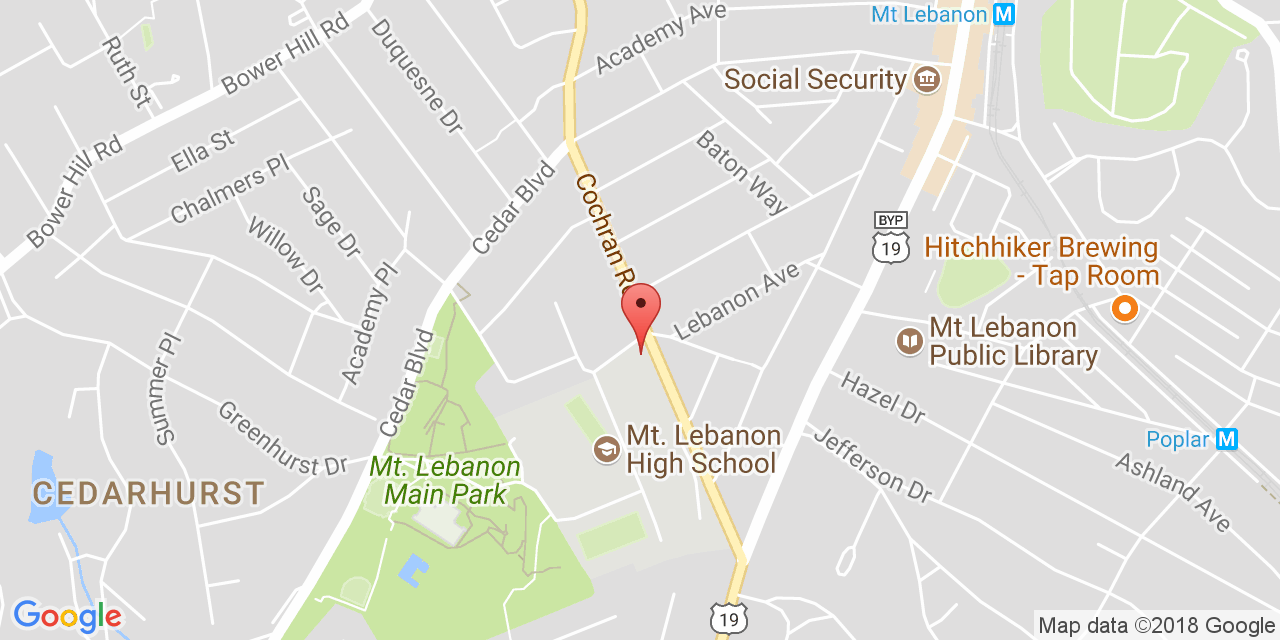 Academy Ave
Mt Lebanon M
Ruth St
Bower Hill Rd
Duquesne Dr
Social Security
Bower Hill Rd
Ella St
Chalmers Pl
Baton Way
Cedar Blvd
Cochran R
Sage Dr
Willow Dr
BYP
19
Hitchhiker Brewing
- Tap Room
Academy Pl
Lebanon Ave
Mt Lebanon
Public Library
Summer Pl
Cedar Blvd
Hazel Dr
Greenhurst Dr
Mt. Lebanon
High School
Jefferson Dr
Poplar M
Ashland Ave
Mt. Lebanon
Main Park
CEDARHURST
Google
19
Map data ©2018 Google